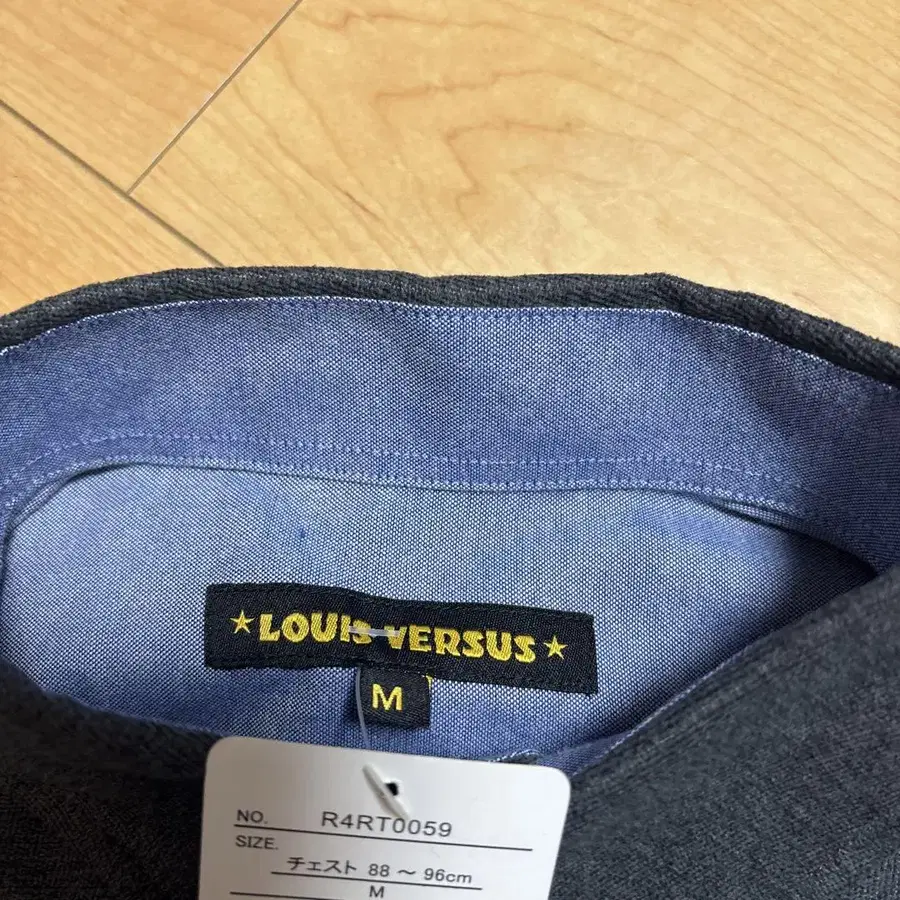 ★LOUIS VERSUS★
M
NO. R4RT0059
SIZE.
チェスト 88 ～ 96cm
M